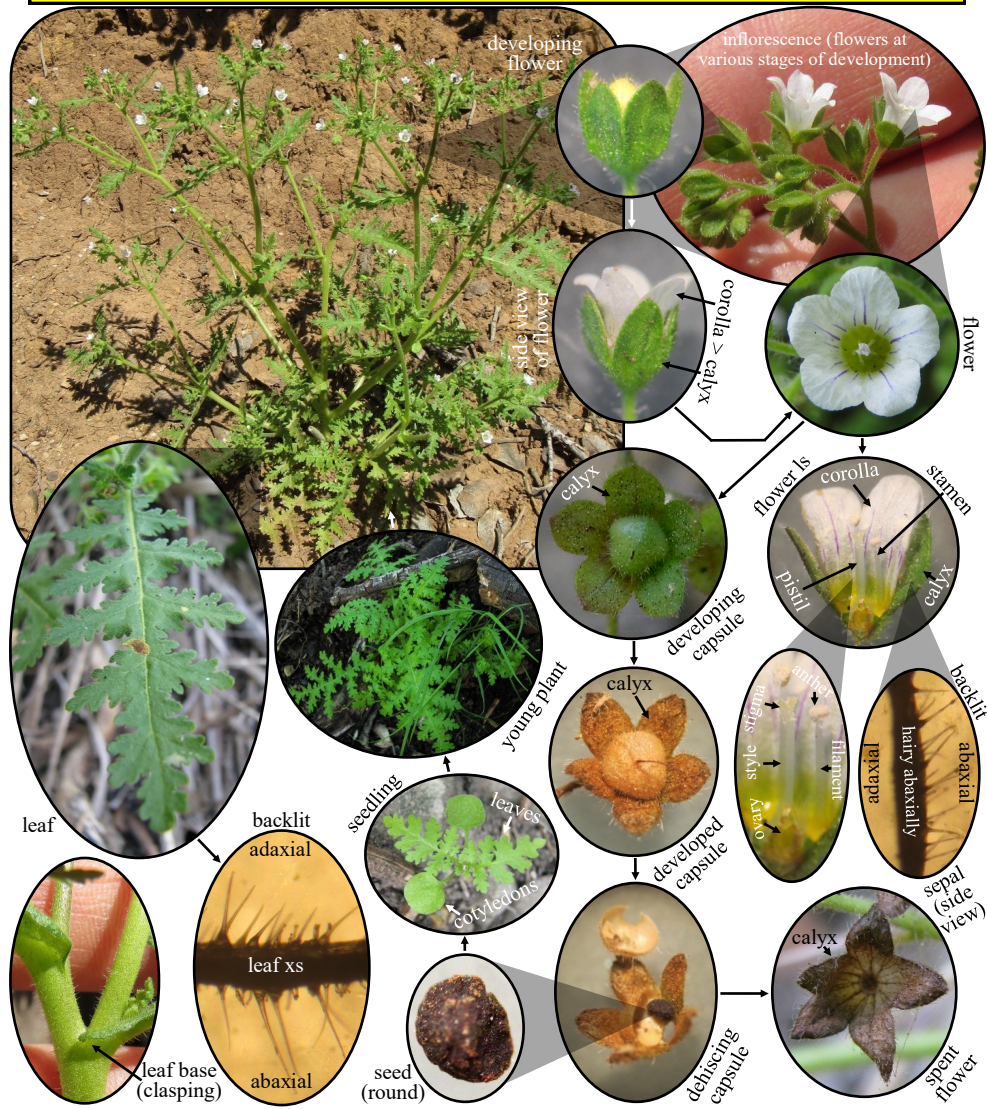 developing
flower
inflorescence (flowers at
various stages of development)
side view
of flower
corolla > calyx
flower
calyx
developing
capsule
flower ls
corolla
stamen
pistil
calyx
young plant
calyx
developed
capsule
stigma
anther
style
filament
ovary
backlit
adaxial
hairy abaxially
abaxial
sepal
(side
view)
leaf
seedling
leaves
cotyledons
backlit
adaxial
leaf xs
abaxial
leaf base
(clasping)
seed
(round)
dehiscing
capsule
calyx
spent
flower